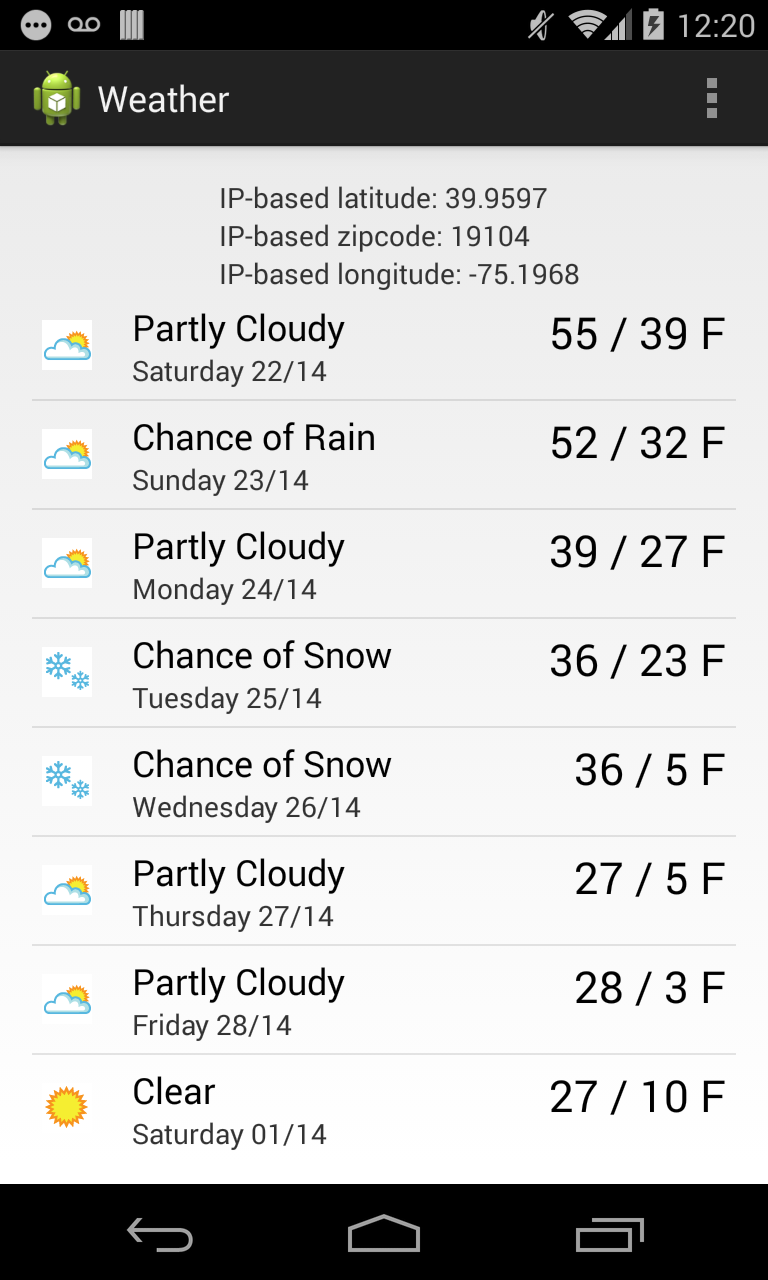 12:20
Weather
IP-based latitude: 39.9597
IP-based zipcode: 19104
IP-based longitude: -75.1968
Partly Cloudy 55 / 39 F
Saturday 22/14
Chance of Rain 52 / 32 F
Sunday 23/14
Partly Cloudy 39 / 27 F
Monday 24/14
Chance of Snow 36 / 23 F
Tuesday 25/14
Chance of Snow 36 / 5 F
Wednesday 26/14
Partly Cloudy 27 / 5 F
Thursday 27/14
Partly Cloudy 28 / 3 F
Friday 28/14
Clear 27 / 10 F
Saturday 01/14